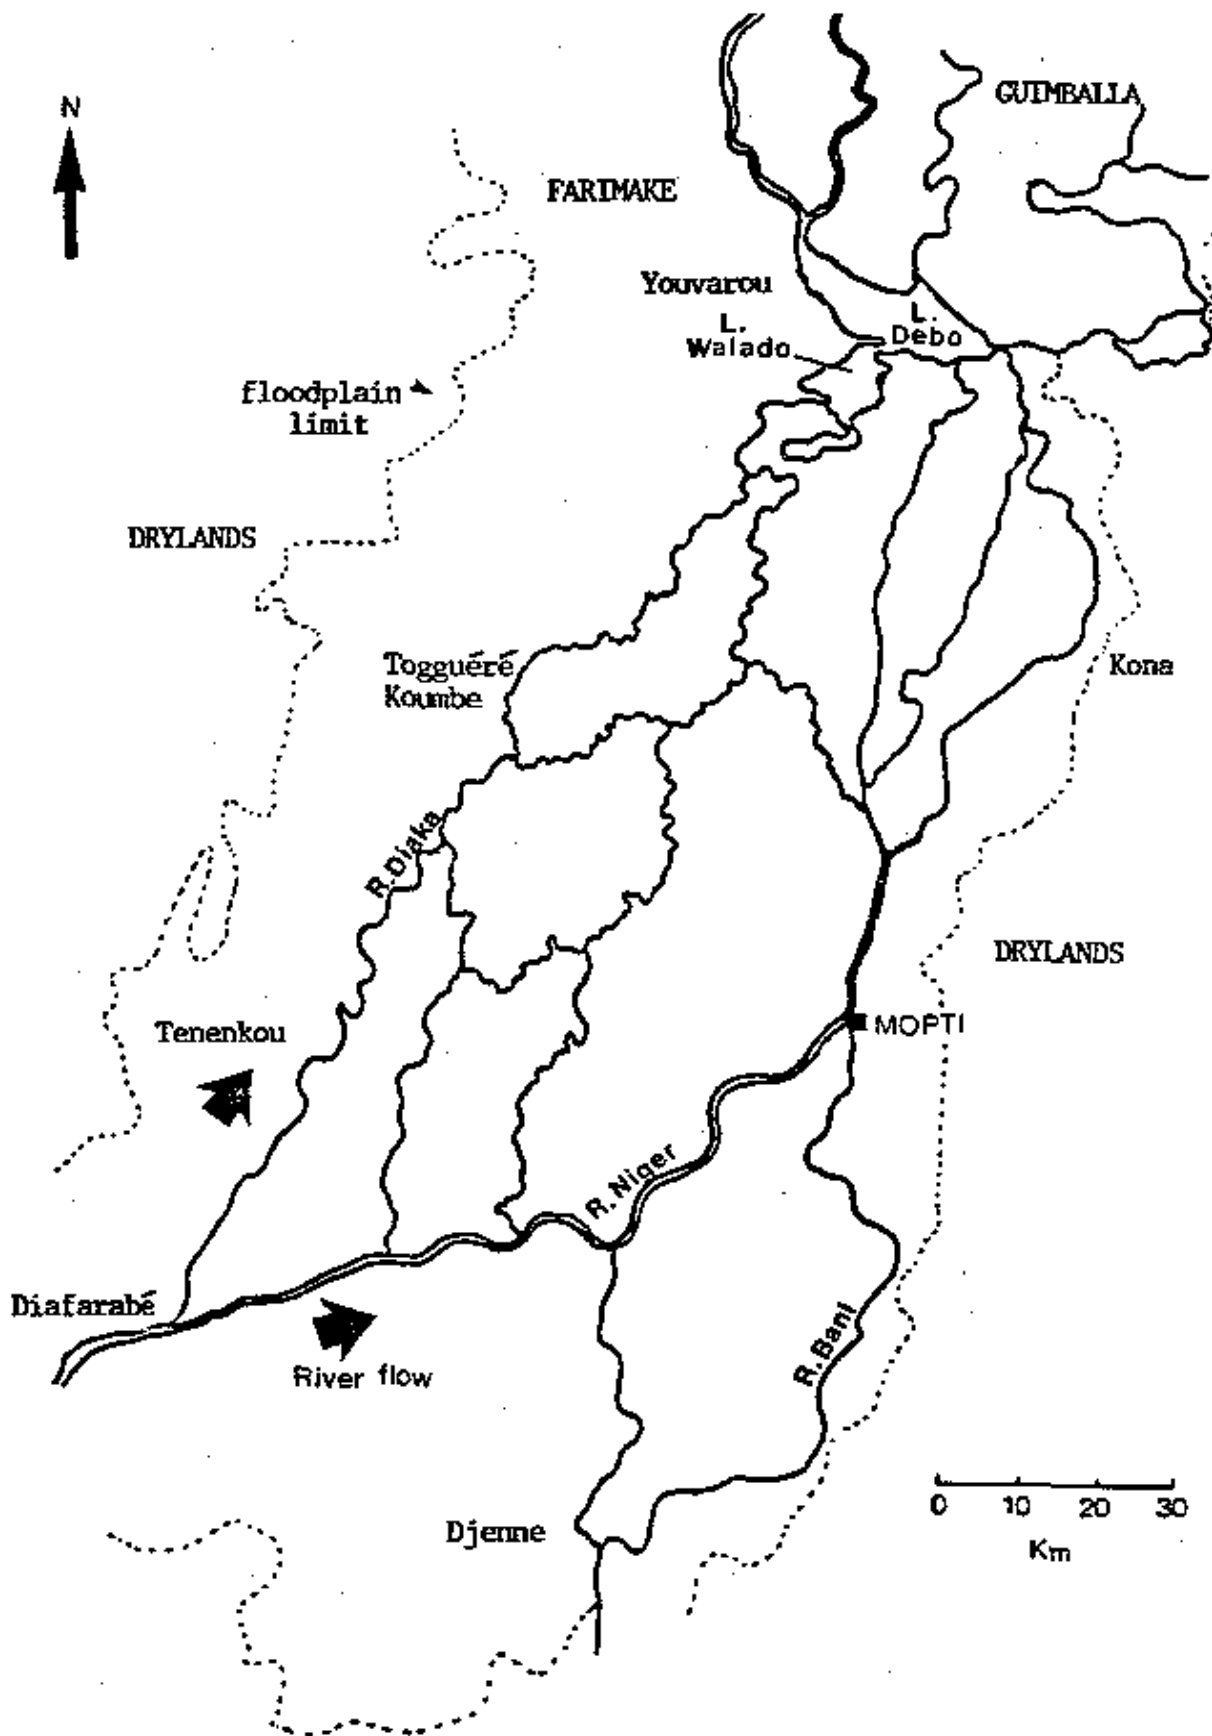 N
GUIMBALLA
FARIMAKE
Youvarou
L.
Walado
L.
Debo
floodplain
limit
DRYLANDS
Togguéré
Koumbe
Kona
R.Diaka
DRYLANDS
Tenenkou
MOPTI
R.Niger
Diafarabé
River flow
R.Bani
Djenne
0 10 20 30
Km